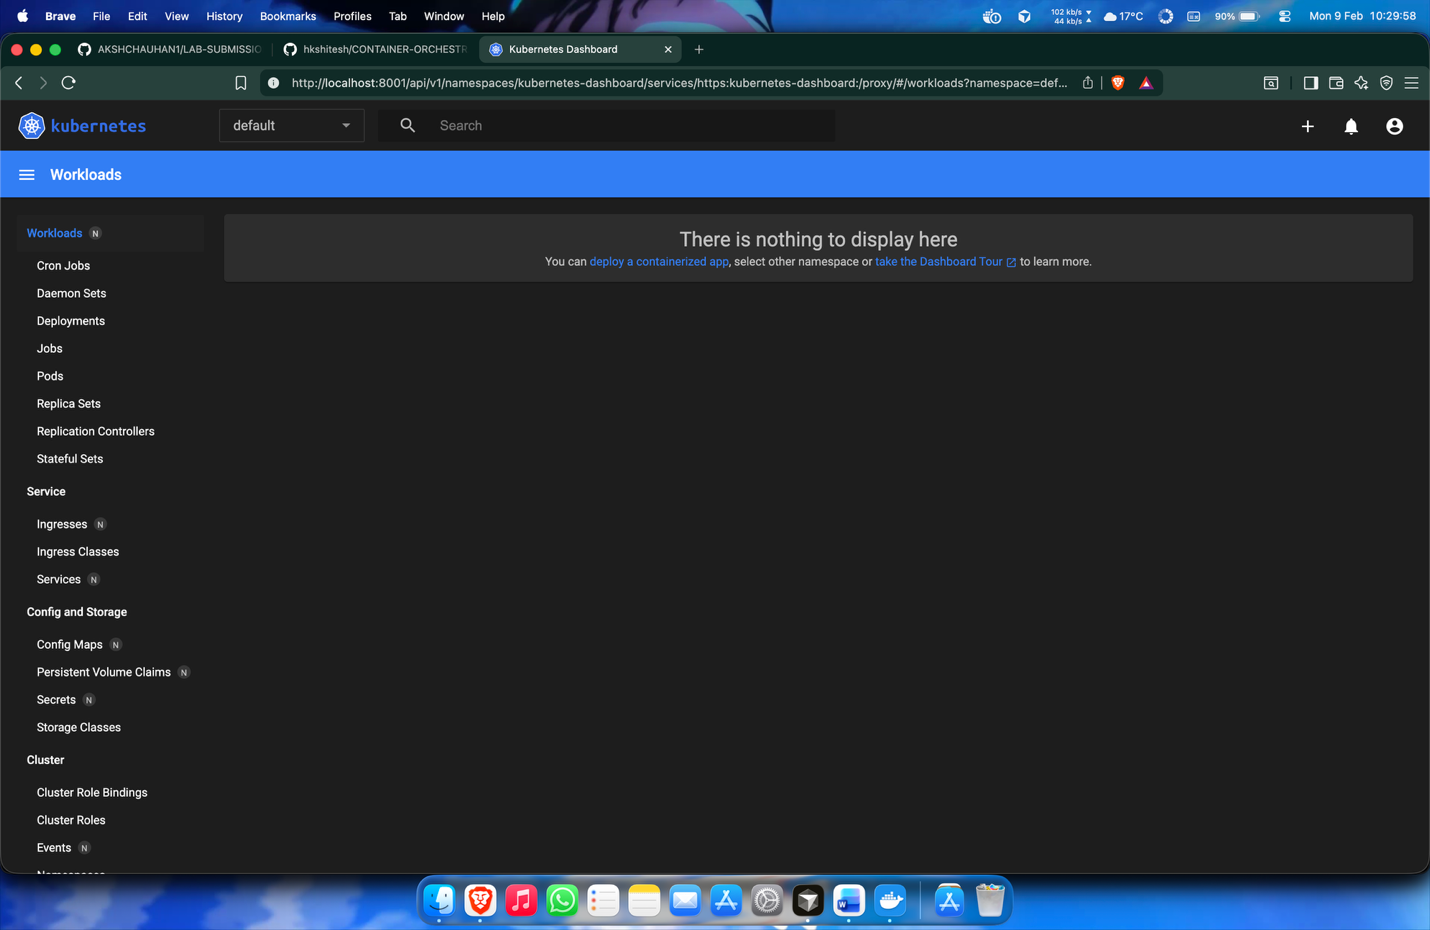 Brave File Edit View History Bookmarks Profiles Tab Window Help
102 kb/s
44 kb/s
17°C
90%
Mon 9 Feb 10:29:58
AKSHCHAUHAN1/LAB-SUBMISSIO
hkshitesh/CONTAINER-ORCHESTR
Kubernetes Dashboard
http://localhost:8001/api/v1/namespaces/kubernetes-dashboard/services/https:kubernetes-dashboard:/proxy/#/workloads?namespace=def...
kubernetes
default
Search
Workloads
Workloads N
There is nothing to display here
You can deploy a containerized app, select other namespace or take the Dashboard Tour to learn more.
Cron Jobs
Daemon Sets
Deployments
Jobs
Pods
Replica Sets
Replication Controllers
Stateful Sets
Service
Ingresses N
Ingress Classes
Services N
Config and Storage
Config Maps N
Persistent Volume Claims N
Secrets N
Storage Classes
Cluster
Cluster Role Bindings
Cluster Roles
Events N